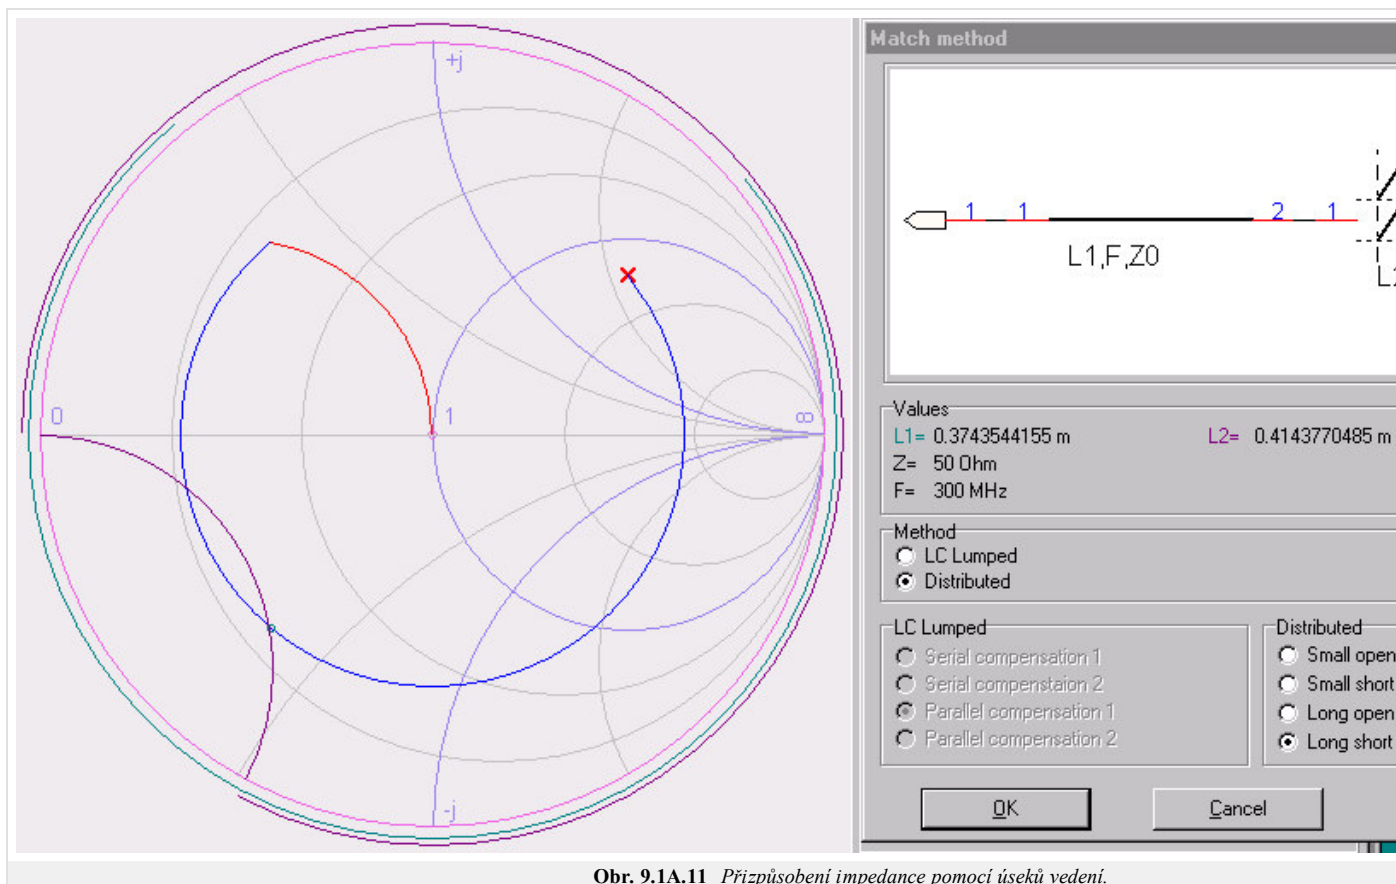 Match method
+j
0
1
∞
-j
1 1 2 1
L1,F,Z0
Values
L1= 0.3743544155 m L2= 0.4143770485 m
Z= 50 Ohm
F= 300 MHz
Method
LC Lumped
Distributed
LC Lumped
Serial compensation 1
Serial compenstaion 2
Parallel compensation 1
Parallel compensation 2
Distributed
Small open
Small short
Long open
Long short
OK Cancel
Obr. 9.1A.11 Přizpůsobení impedance pomocí úseků vedení.